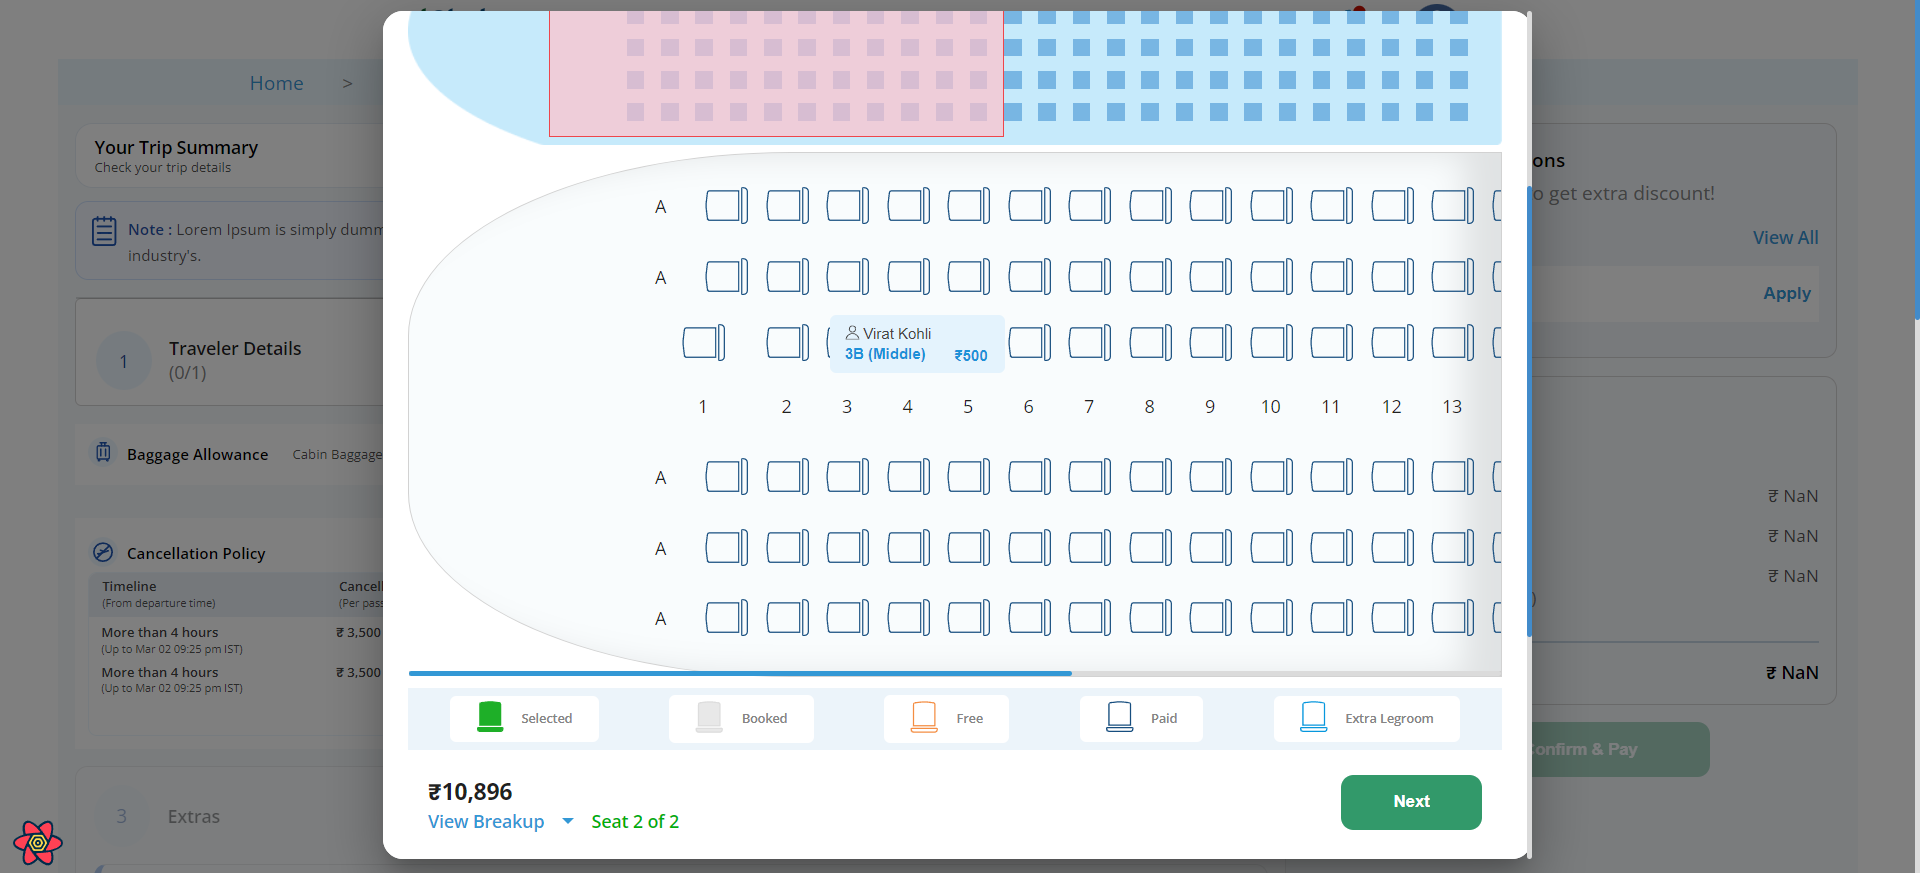 Home >
Your Trip Summary
Check your trip details
Note : Lorem Ipsum is simply dumm
industry's.
1
Traveler Details
(0/1)
Baggage Allowance Cabin Baggage
Cancellation Policy
Timeline Cancell
(From departure time) (Per pass
More than 4 hours ₹ 3,500
(Up to Mar 02 09:25 pm IST)
More than 4 hours ₹ 3,500
(Up to Mar 02 09:25 pm IST)
3 Extras
A
A
Virat Kohli
3B (Middle) ₹500
1 2 3 4 5 6 7 8 9 10 11 12 13
A
A
A
Selected Booked Free Paid Extra Legroom
₹10,896
View Breakup Seat 2 of 2
Next
ons
o get extra discount!
View All
Apply
₹ NaN
₹ NaN
₹ NaN
)
₹ NaN
onfirm & Pay